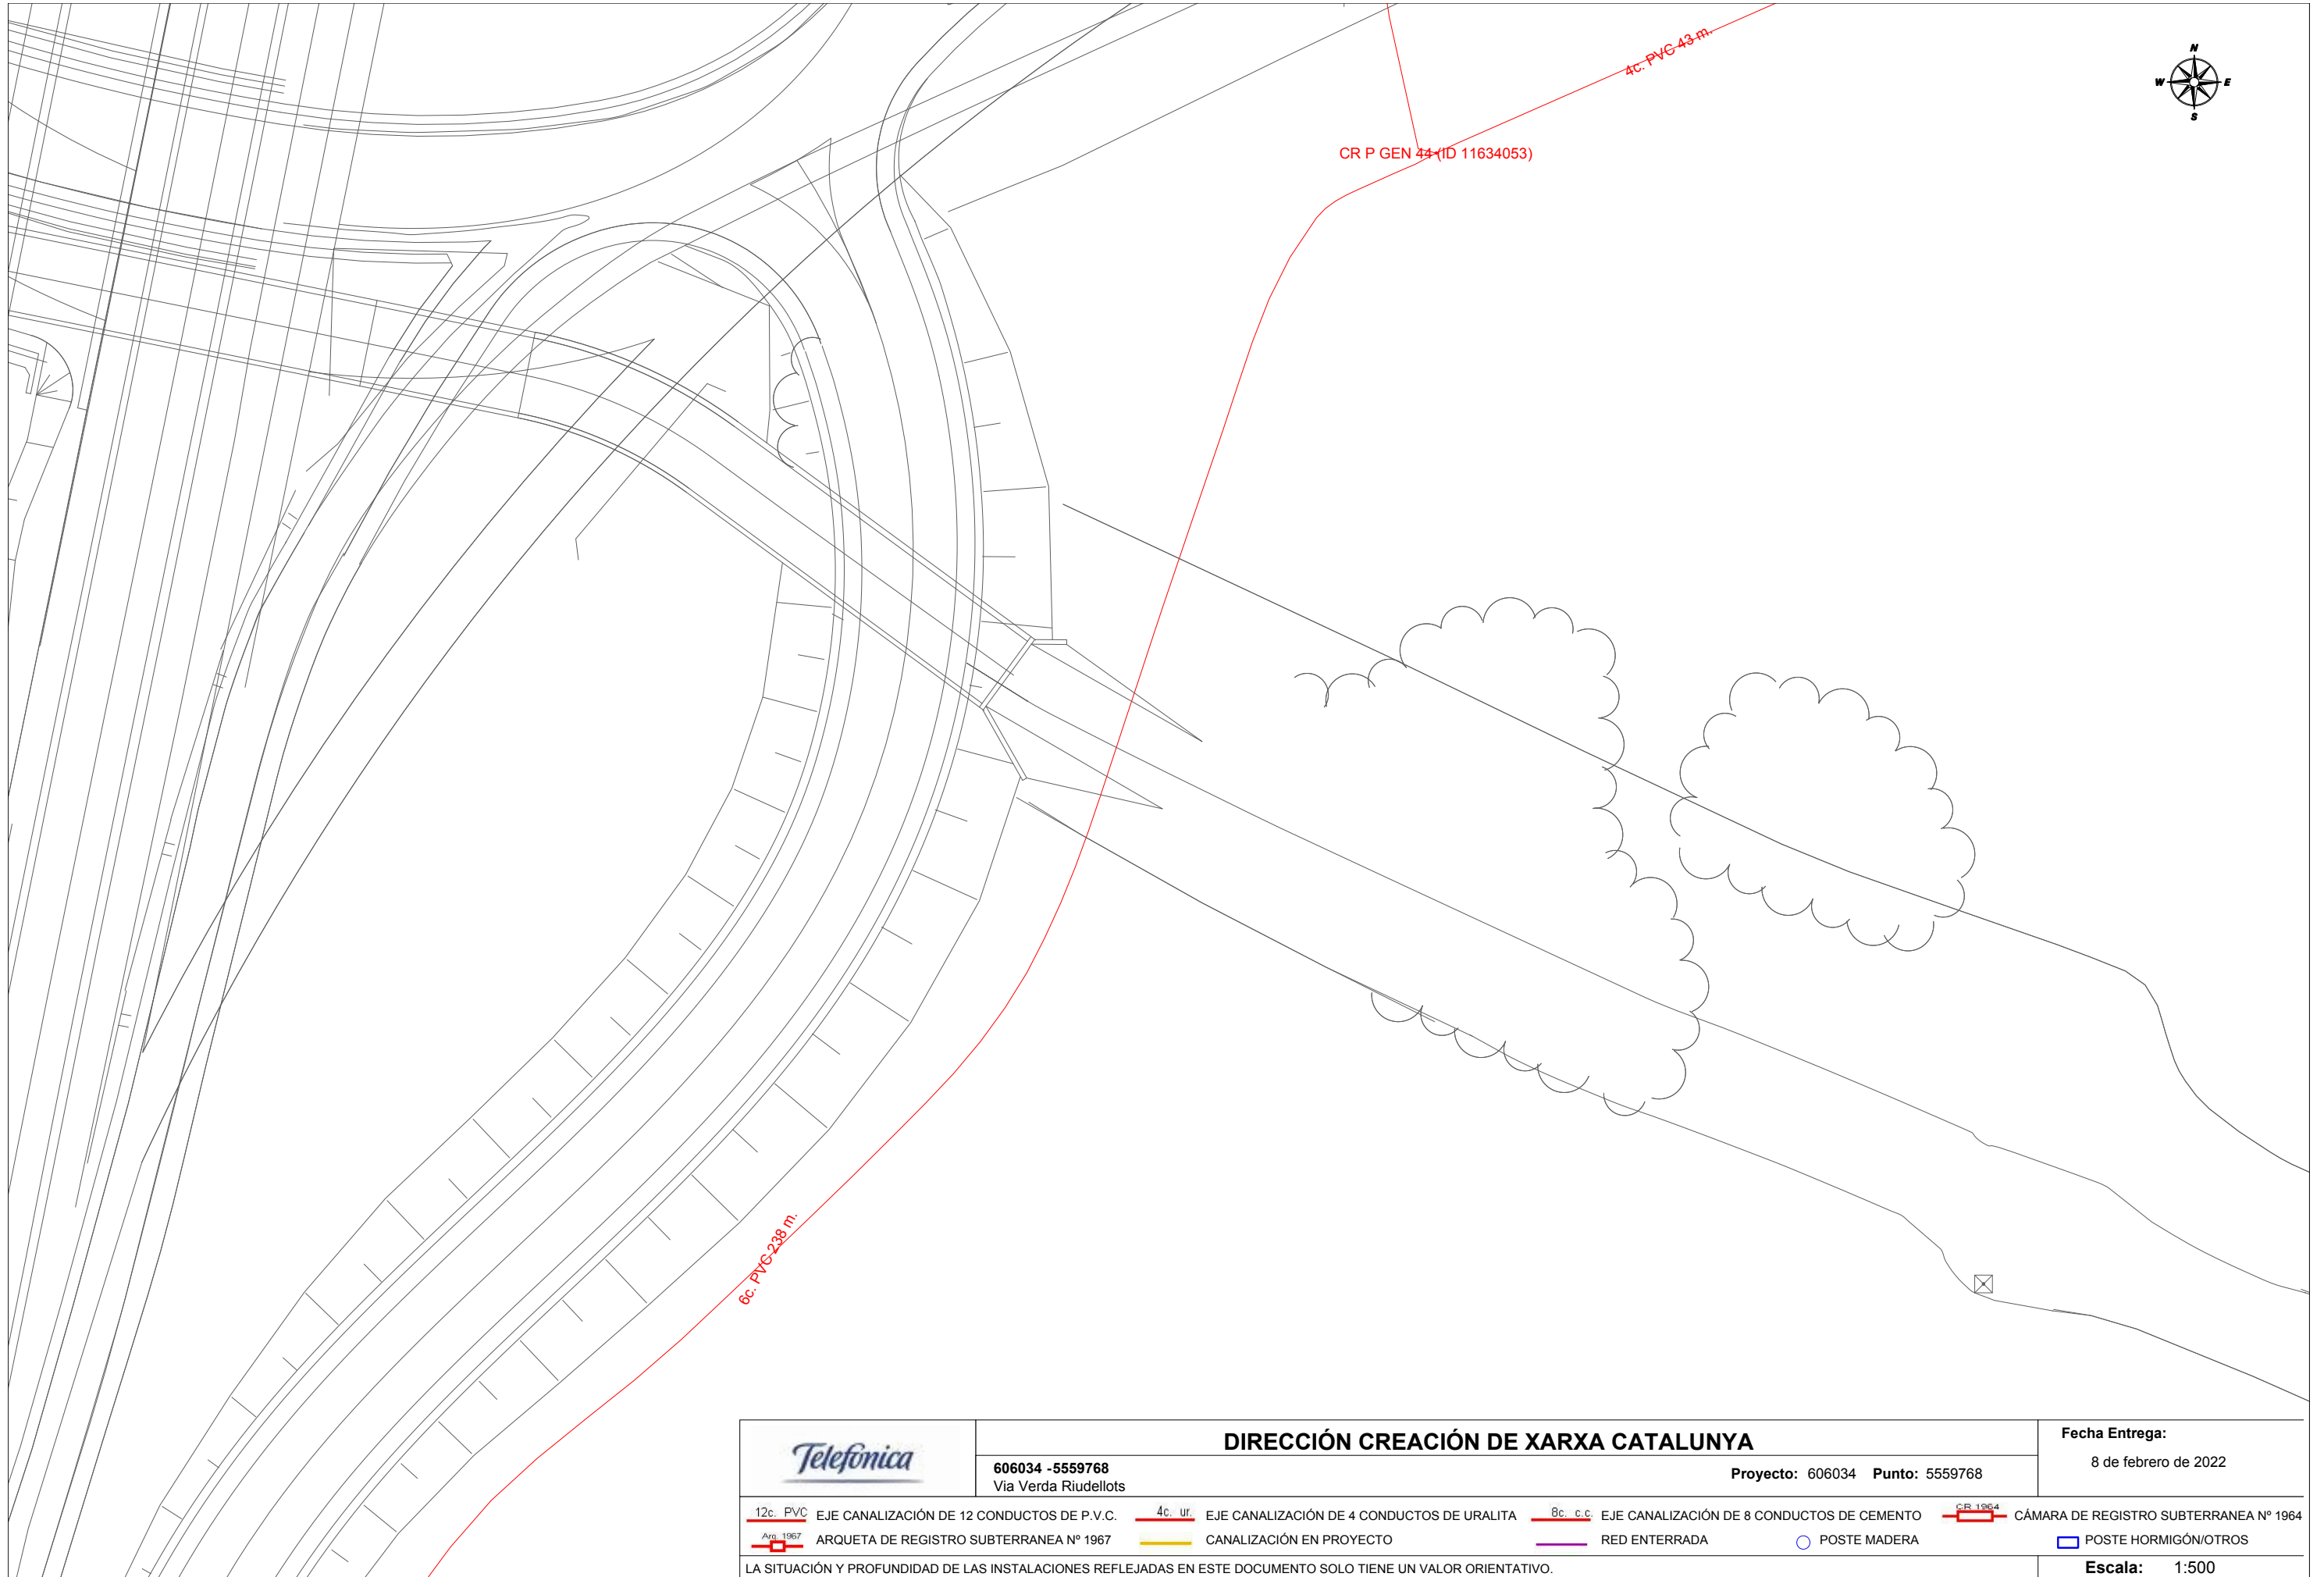 4c. PVC 43 m.
N
W E
S
CR P GEN 44 (ID 11634053)
6c. PVC 238 m.
Telefónica
DIRECCIÓN CREACIÓN DE XARXA CATALUNYA
Fecha Entrega:
8 de febrero de 2022
606034 -5559768
Via Verda Riudellots
Proyecto: 606034 Punto: 5559768
12c. PVC EJE CANALIZACIÓN DE 12 CONDUCTOS DE P.V.C.
4c. ur. EJE CANALIZACIÓN DE 4 CONDUCTOS DE URALITA
8c. c.c. EJE CANALIZACIÓN DE 8 CONDUCTOS DE CEMENTO
CR 1964 CÁMARA DE REGISTRO SUBTERRANEA Nº 1964
Arq. 1967 ARQUETA DE REGISTRO SUBTERRANEA Nº 1967
CANALIZACIÓN EN PROYECTO
RED ENTERRADA
POSTE MADERA
POSTE HORMIGÓN/OTROS
LA SITUACIÓN Y PROFUNDIDAD DE LAS INSTALACIONES REFLEJADAS EN ESTE DOCUMENTO SOLO TIENE UN VALOR ORIENTATIVO.
Escala: 1:500